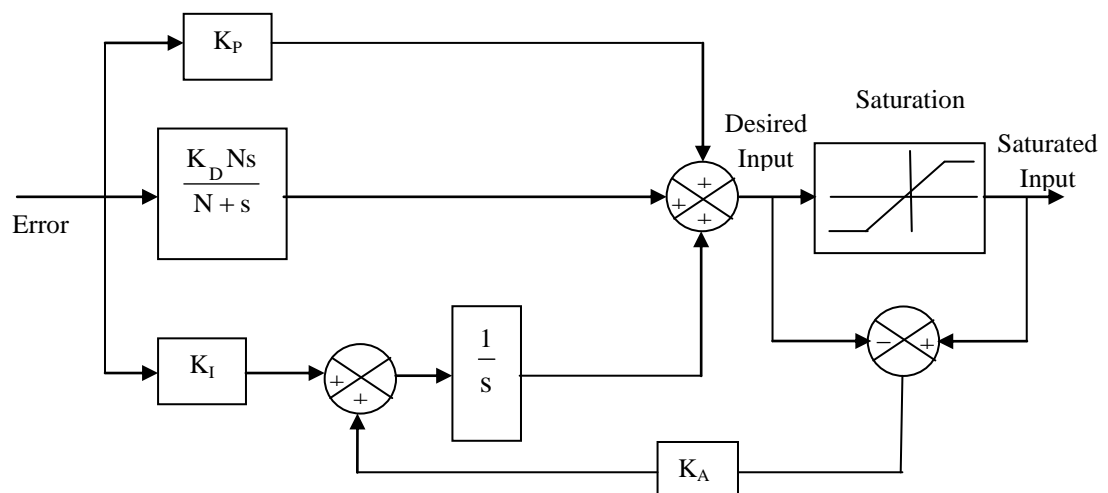 K_P
Saturation
Desired
Input
Saturated
Input
K_D Ns
N + s
+
+
+
Error
K_I
+
+
1
s
−
+
K_A